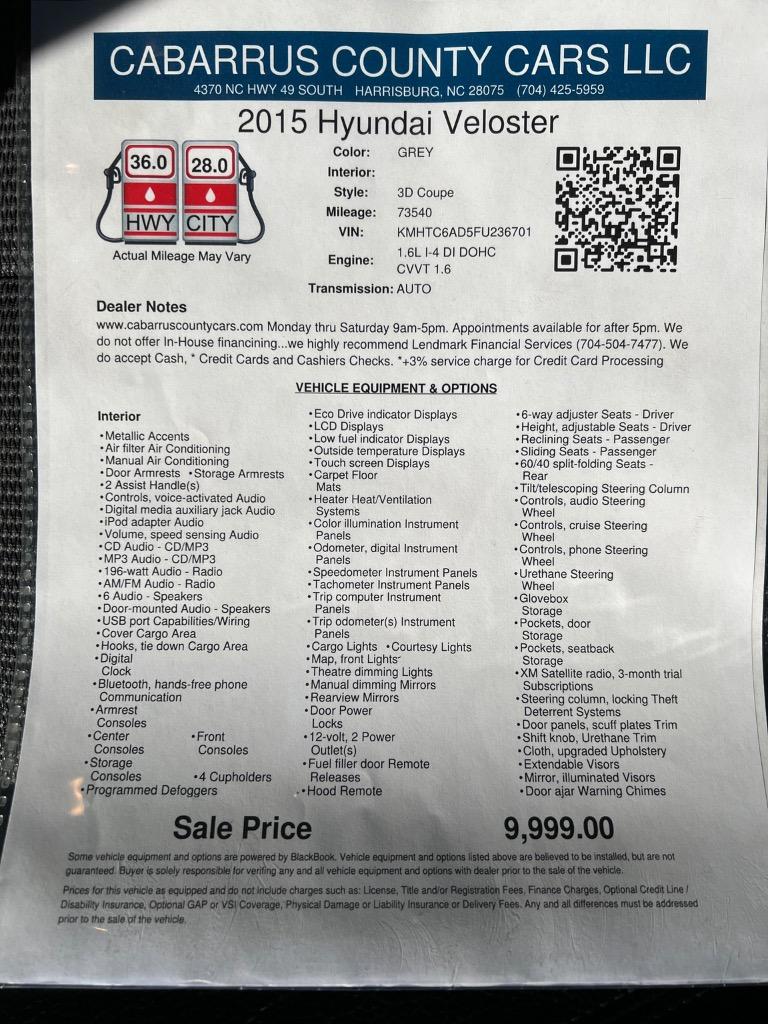 CABARRUS COUNTY CARS LLC
4370 NC HWY 49 SOUTH HARRISBURG, NC 28075 (704) 425-5959
2015 Hyundai Veloster
36.0 28.0
HWY CITY
Actual Mileage May Vary
Color: GREY
Interior:
Style: 3D Coupe
Mileage: 73540
VIN: KMHTC6AD5FU236701
Engine: 1.6L I-4 DI DOHC
CVVT 1.6
Transmission: AUTO
Dealer Notes
www.cabarruscountycars.com Monday thru Saturday 9am-5pm. Appointments available for after 5pm. We
do not offer In-House financining...we highly recommend Lendmark Financial Services (704-504-7477). We
do accept Cash, * Credit Cards and Cashiers Checks. *+3% service charge for Credit Card Processing
VEHICLE EQUIPMENT & OPTIONS
Interior
•Metallic Accents
•Air filter Air Conditioning
•Manual Air Conditioning
•Door Armrests •Storage Armrests
•2 Assist Handle(s)
•Controls, voice-activated Audio
•Digital media auxiliary jack Audio
•iPod adapter Audio
•Volume, speed sensing Audio
•CD Audio - CD/MP3
•MP3 Audio - CD/MP3
•196-watt Audio - Radio
•AM/FM Audio - Radio
•6 Audio - Speakers
•Door-mounted Audio - Speakers
•USB port Capabilities/Wiring
•Cover Cargo Area
•Hooks, tie down Cargo Area
•Digital
Clock
•Bluetooth, hands-free phone
Communication
•Armrest
Consoles
•Center
Consoles
•Front
Consoles
•Storage
Consoles
•4 Cupholders
•Programmed Defoggers
•Eco Drive indicator Displays
•LCD Displays
•Low fuel indicator Displays
•Outside temperature Displays
•Touch screen Displays
•Carpet Floor
Mats
•Heater Heat/Ventilation
Systems
•Color illumination Instrument
Panels
•Odometer, digital Instrument
Panels
•Speedometer Instrument Panels
•Tachometer Instrument Panels
•Trip computer Instrument
Panels
•Trip odometer(s) Instrument
Panels
•Cargo Lights •Courtesy Lights
•Map, front Lights
•Theatre dimming Lights
•Manual dimming Mirrors
•Rearview Mirrors
•Door Power
Locks
•12-volt, 2 Power
Outlet(s)
•Fuel filler door Remote
Releases
•Hood Remote
•6-way adjuster Seats - Driver
•Height, adjustable Seats - Driver
•Reclining Seats - Passenger
•Sliding Seats - Passenger
•60/40 split-folding Seats -
Rear
•Tilt/telescoping Steering Column
•Controls, audio Steering
Wheel
•Controls, cruise Steering
Wheel
•Controls, phone Steering
Wheel
•Urethane Steering
Wheel
•Glovebox
Storage
•Pockets, door
Storage
•Pockets, seatback
Storage
•XM Satellite radio, 3-month trial
Subscriptions
•Steering column, locking Theft
Deterrent Systems
•Door panels, scuff plates Trim
•Shift knob, Urethane Trim
•Cloth, upgraded Upholstery
•Extendable Visors
•Mirror, illuminated Visors
•Door ajar Warning Chimes
Sale Price 9,999.00
Some vehicle equipment and options are powered by BlackBook. Vehicle equipment and options listed above are believed to be installed, but are not
guaranteed. Buyer is solely responsible for verifing any and all vehicle equipment and options with dealer prior to the sale of the vehicle.
Prices for this vehicle as equipped and do not include charges such as: License, Title and/or Registration Fees, Finance Charges, Optional Credit Line /
Disability Insurance, Optional GAP or VSI Coverage, Physical Damage or Liability Insurance or Delivery Fees. Any and all differences must be addressed
prior to the sale of the vehicle.